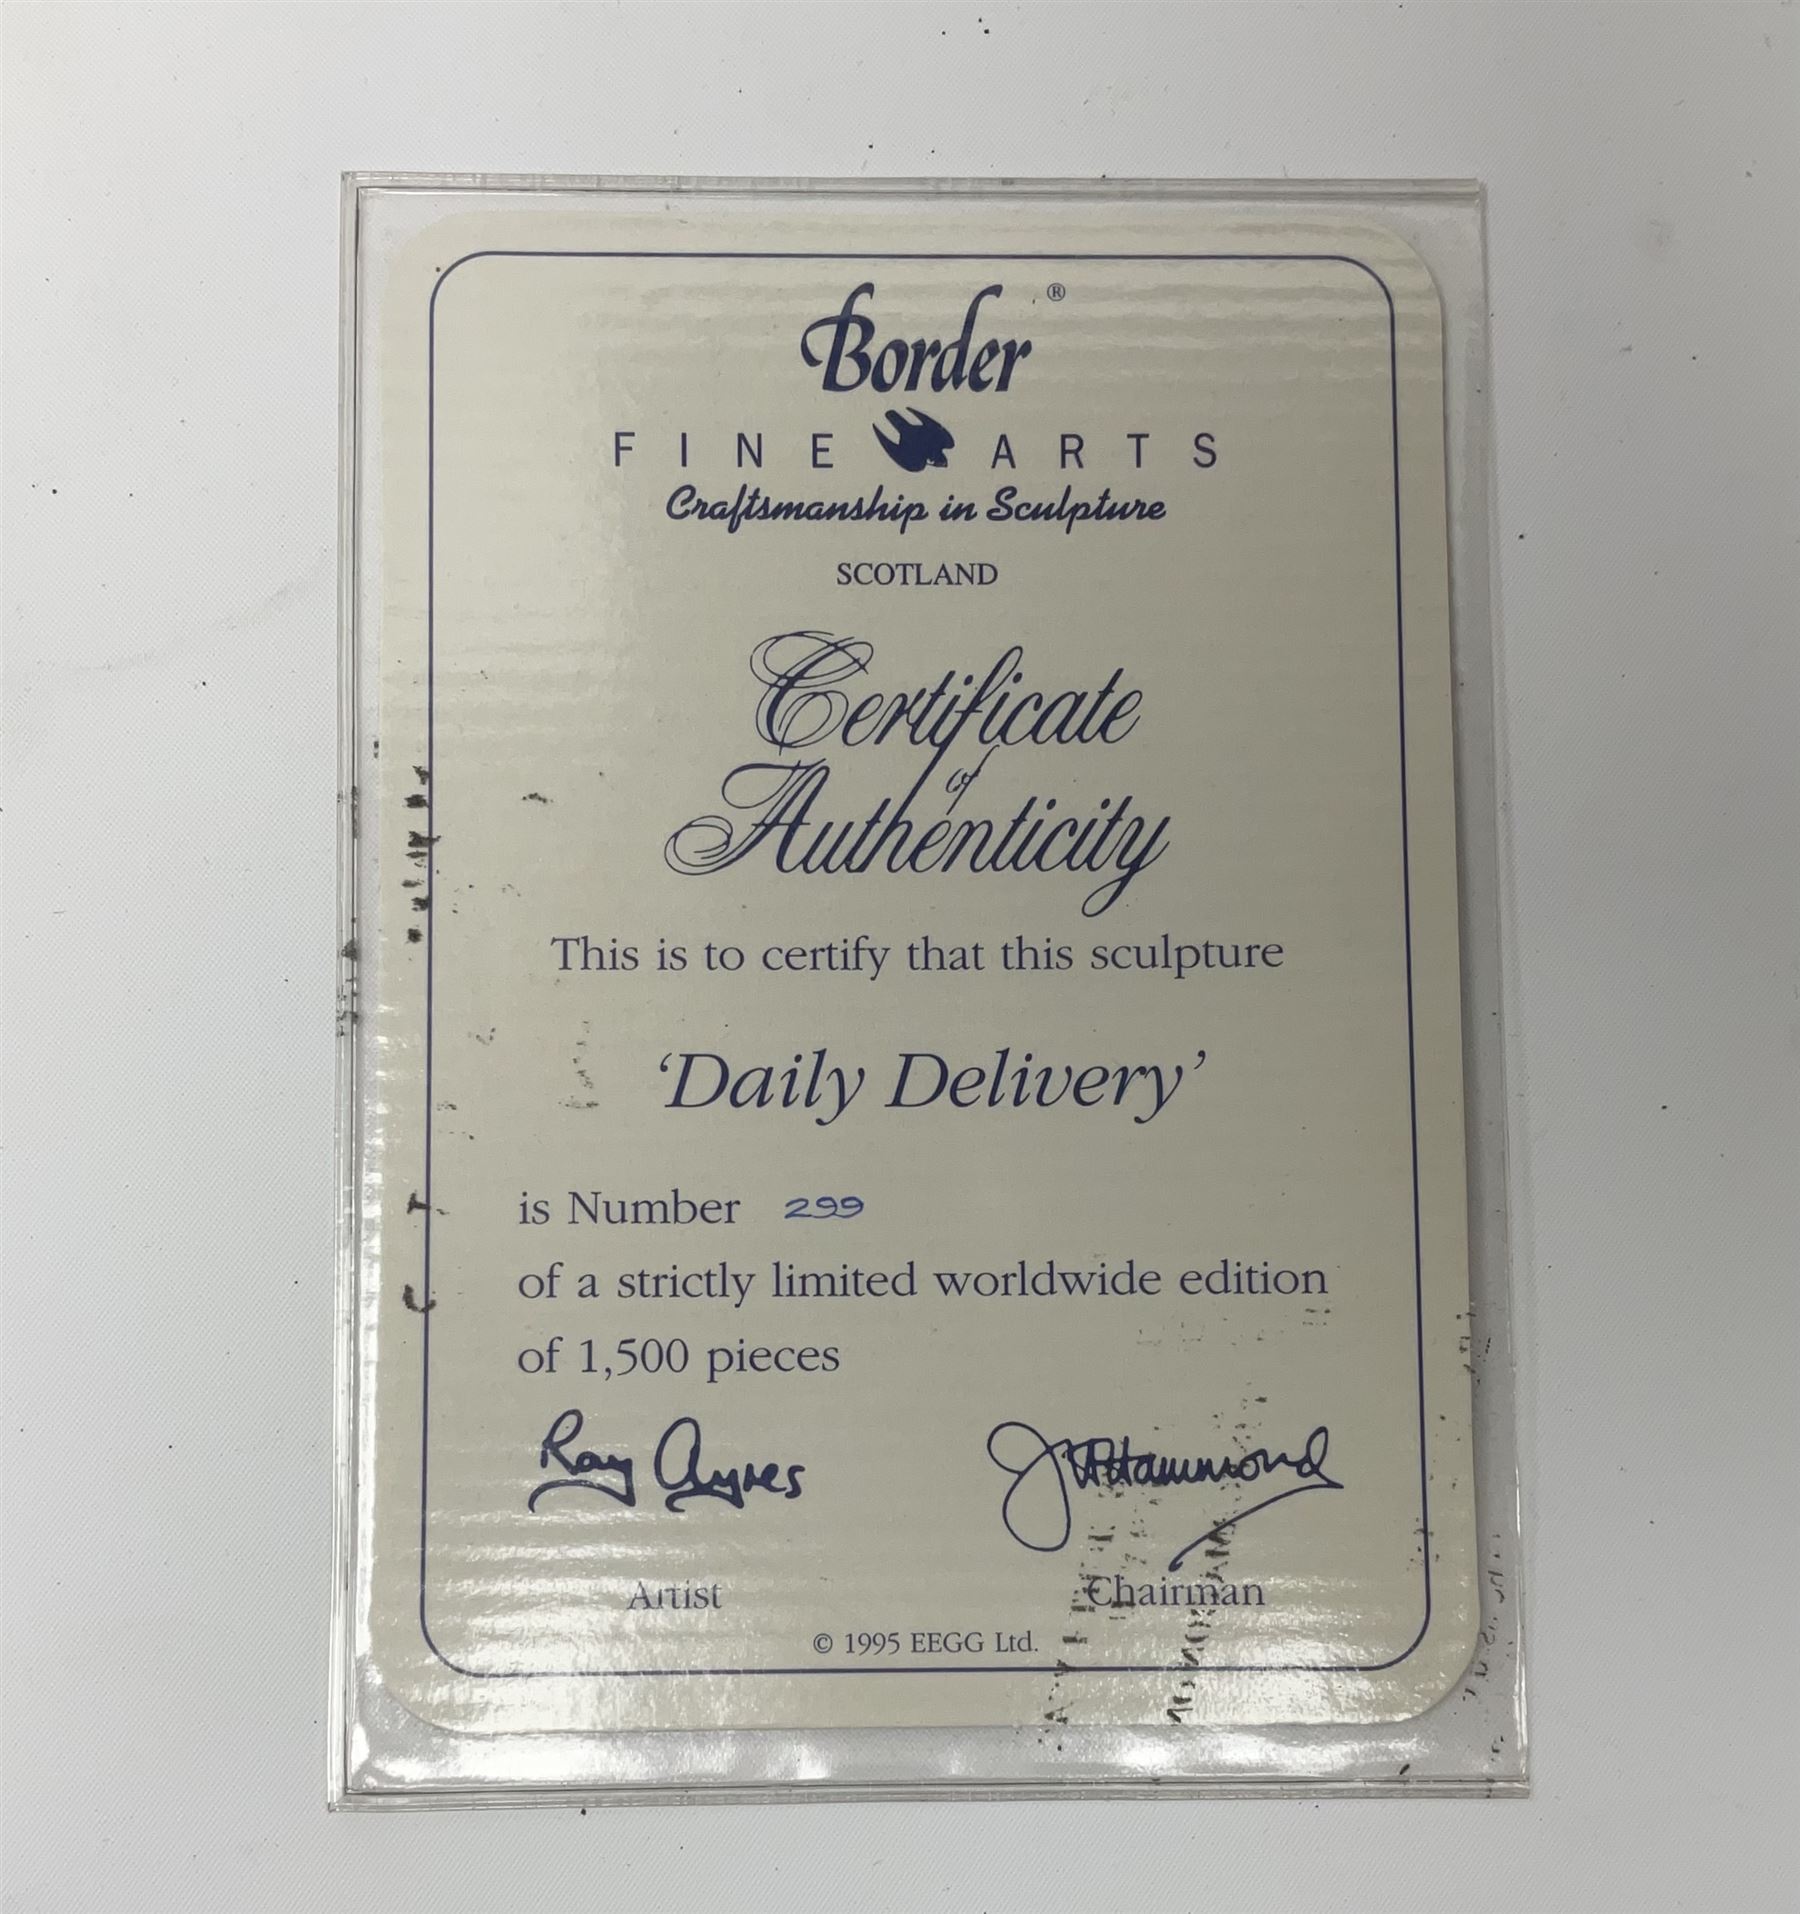 Border ®
FINE ARTS
Craftsmanship in Sculpture
SCOTLAND
Certificate
of
Authenticity
This is to certify that this sculpture
‘Daily Delivery’
is Number 299
of a strictly limited worldwide edition
of 1,500 pieces
Ray Ayres
Hammond
Artist
Chairman
© 1995 EEGG Ltd.